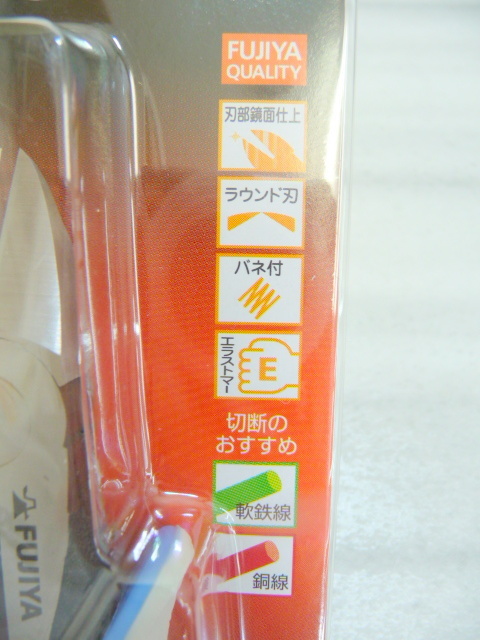 FUJIYA
QUALITY
刃部鏡面仕上
ラウンド刃
バネ付
エラストマー
E
切断の
おすすめ
軟鉄線
銅線
FUJIYA